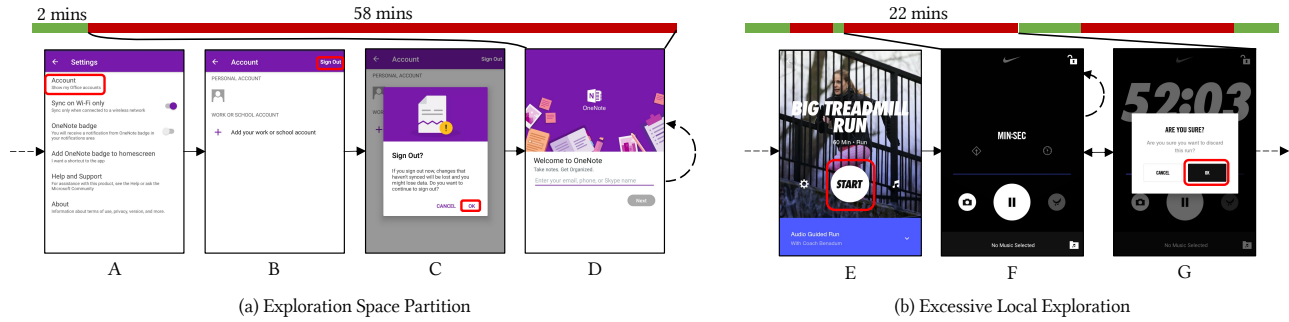 2 mins
58 mins
Settings
Account
Show my Office accounts
Sync on Wi-Fi only
Sync only when connected to a wireless network
OneNote badge
You will receive a notification from OneNote badge in
your notifications area
Add OneNote badge to homescreen
I want a shortcut to the app
Help and Support
For assistance with this product, see the Help or ask the
Microsoft Community
About
Information about terms of use, privacy, version, and more.
A
Account
Sign Out
PERSONAL ACCOUNT
WORK OR SCHOOL ACCOUNT
Add your work or school account
B
Account
Sign Out
PERSONAL ACCOUNT
Sign Out?
If you sign out now, changes that
haven't synced will be lost and you
might lose data. Do you want to
continue to sign out?
CANCEL
OK
C
N
OneNote
Welcome to OneNote
Take notes. Get Organized.
Enter your email, phone, or Skype name
Next
D
(a) Exploration Space Partition
22 mins
BIG TREADMILL
RUN
60 Min • Run
START
Audio Guided Run
With Coach Bennett
E
MIN:SEC
No Music Selected
F
52:03
ARE YOU SURE?
Are you sure you want to discard
this run?
CANCEL
OK
No Music Selected
G
(b) Excessive Local Exploration